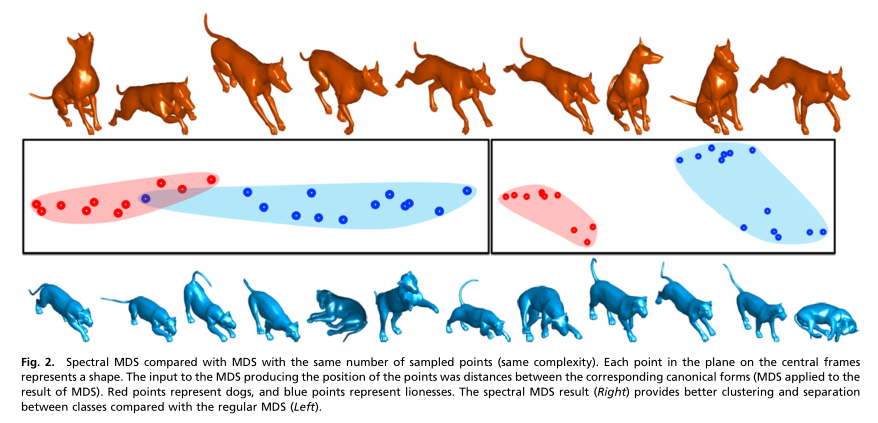 Fig. 2. Spectral MDS compared with MDS with the same number of sampled points (same complexity). Each point in the plane on the central frames
represents a shape. The input to the MDS producing the position of the points was distances between the corresponding canonical forms (MDS applied to the
result of MDS). Red points represent dogs, and blue points represent lionesses. The spectral MDS result (Right) provides better clustering and separation
between classes compared with the regular MDS (Left).